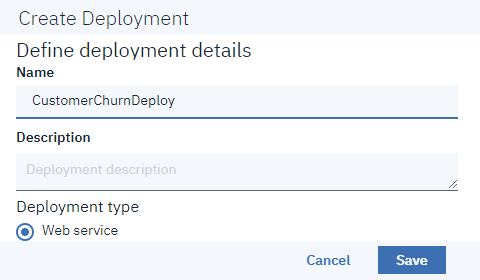 Create Deployment
Define deployment details
Name
CustomerChurnDeploy
Description
Deployment description
Deployment type
Web service
Cancel Save